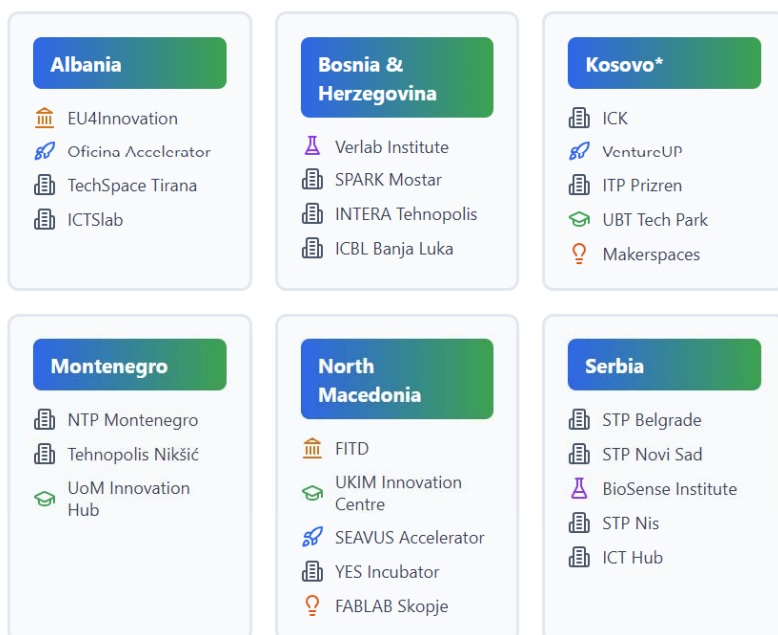 Albania
EU4Innovation
Oficina Accelerator
TechSpace Tirana
ICTSlab
Bosnia &
Herzegovina
Verlab Institute
SPARK Mostar
INTERA Tehnopolis
ICBL Banja Luka
Kosovo*
ICK
VentureUP
ITP Prizren
UBT Tech Park
Makerspaces
Montenegro
NTP Montenegro
Tehnopolis Nikšić
UoM Innovation
Hub
North
Macedonia
FITD
UKIM Innovation
Centre
SEAVUS Accelerator
YES Incubator
FABLAB Skopje
Serbia
STP Belgrade
STP Novi Sad
BioSense Institute
STP Nis
ICT Hub